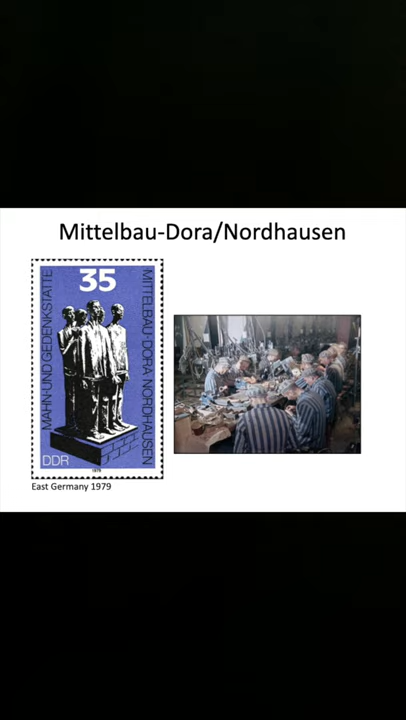 Mittelbau-Dora/Nordhausen
35
MAHN-UND GEDENKSTÄTTE
MITTELBAU-DORA NORDHAUSEN
DDR
1979
East Germany 1979